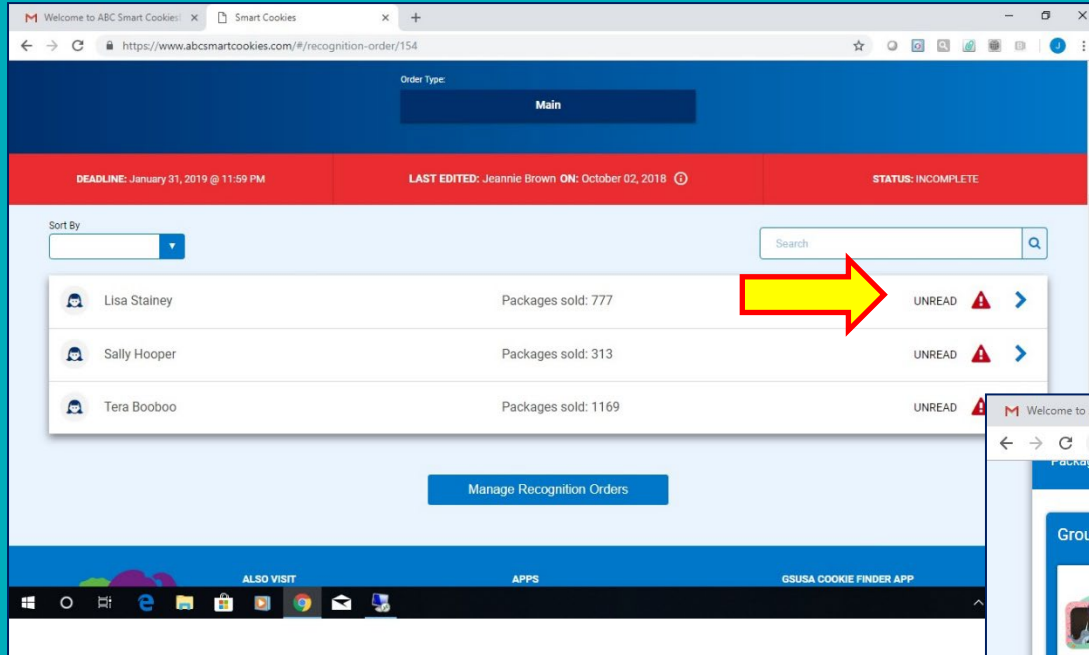 Welcome to ABC Smart Cookies!
Smart Cookies
https://www.abcsmartcookies.com/#/recognition-order/154
J
Order Type:
Main
DEADLINE: January 31, 2019 @ 11:59 PM
LAST EDITED: Jeannie Brown ON: October 02, 2018
STATUS: INCOMPLETE
Sort By
Search
Lisa Stainey Packages sold: 777 UNREAD
Sally Hooper Packages sold: 313 UNREAD
Tera Booboo Packages sold: 1169 UNREAD
Manage Recognition Orders
ALSO VISIT APPS GSUSA COOKIE FINDER APP
Welcome to
Grou